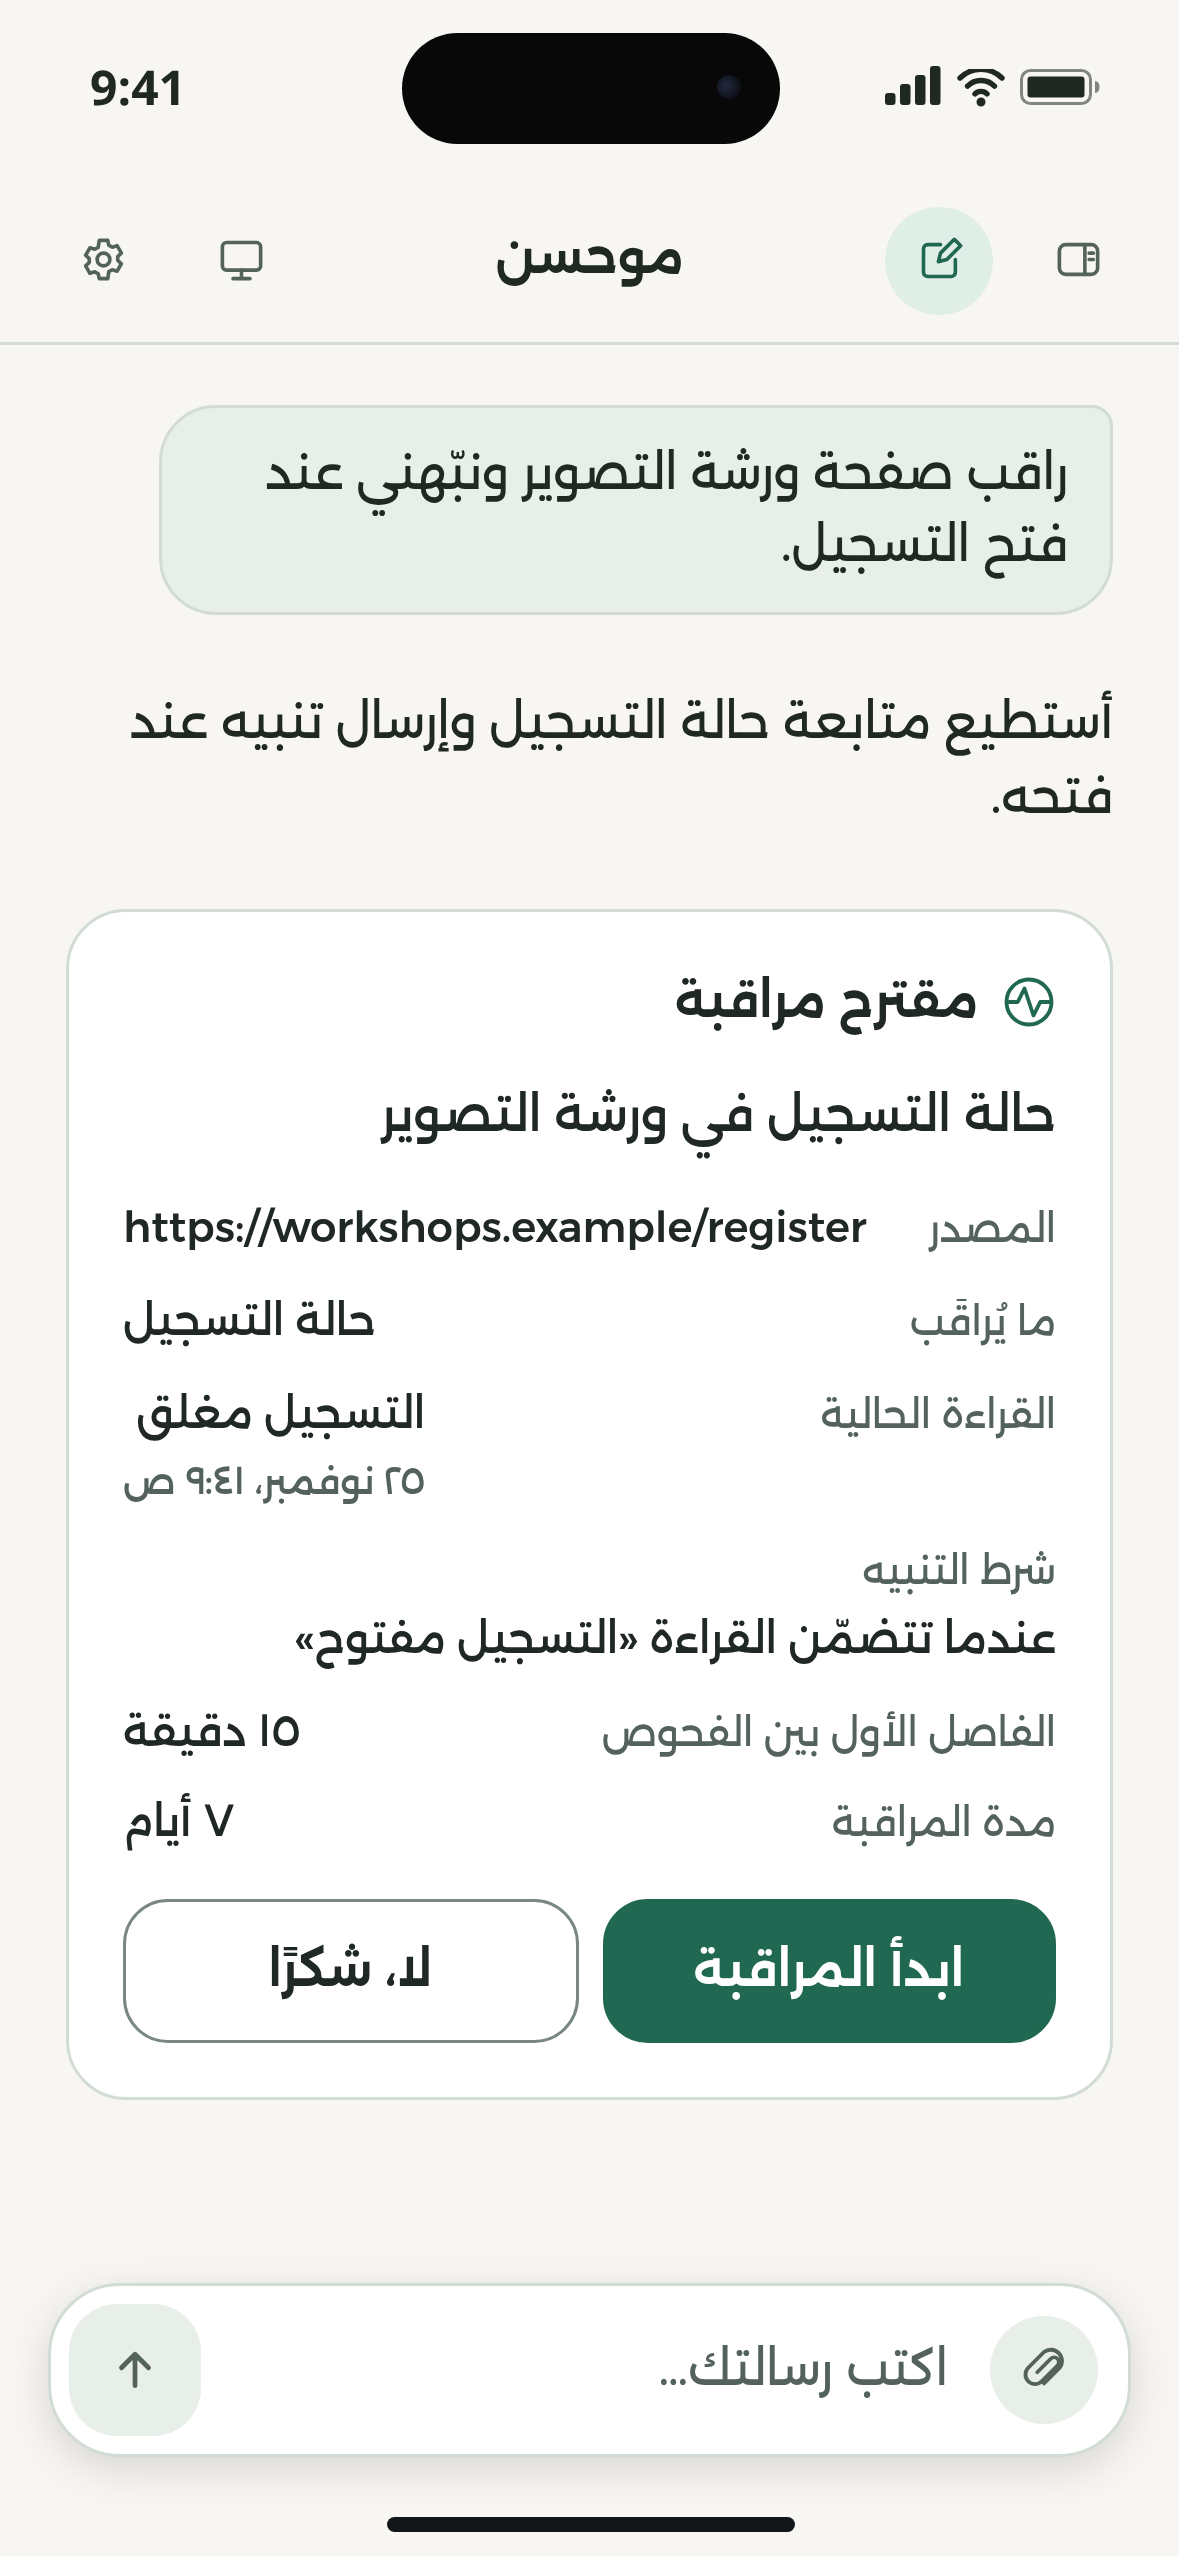 9:41
موحسن
راقب صفحة ورشة التصوير ونبّهني عند
فتح التسجيل.
أستطيع متابعة حالة التسجيل وإرسال تنبيه عند
فتحه.
مقترح مراقبة
حالة التسجيل في ورشة التصوير
المصدر https://workshops.example/register
ما يُراقَب حالة التسجيل
القراءة الحالية التسجيل مغلق
٢٥ نوفمبر، ٩:٤١ ص
شرط التنبيه
عندما تتضمّن القراءة «التسجيل مفتوح»
الفاصل الأول بين الفحوص ١٥ دقيقة
مدة المراقبة ٧ أيام
ابدأ المراقبة لا، شكرًا
اكتب رسالتك...